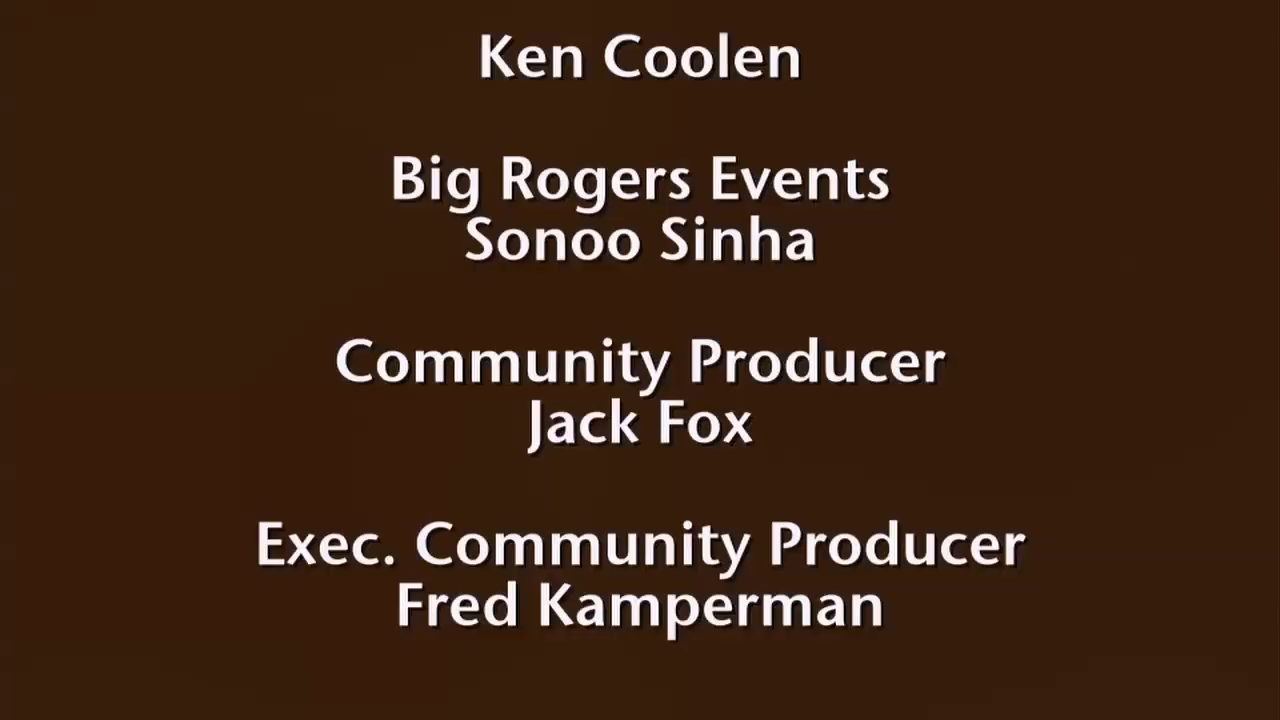 Ken Coolen
Big Rogers Events
Sonoo Sinha
Community Producer
Jack Fox
Exec. Community Producer
Fred Kamperman